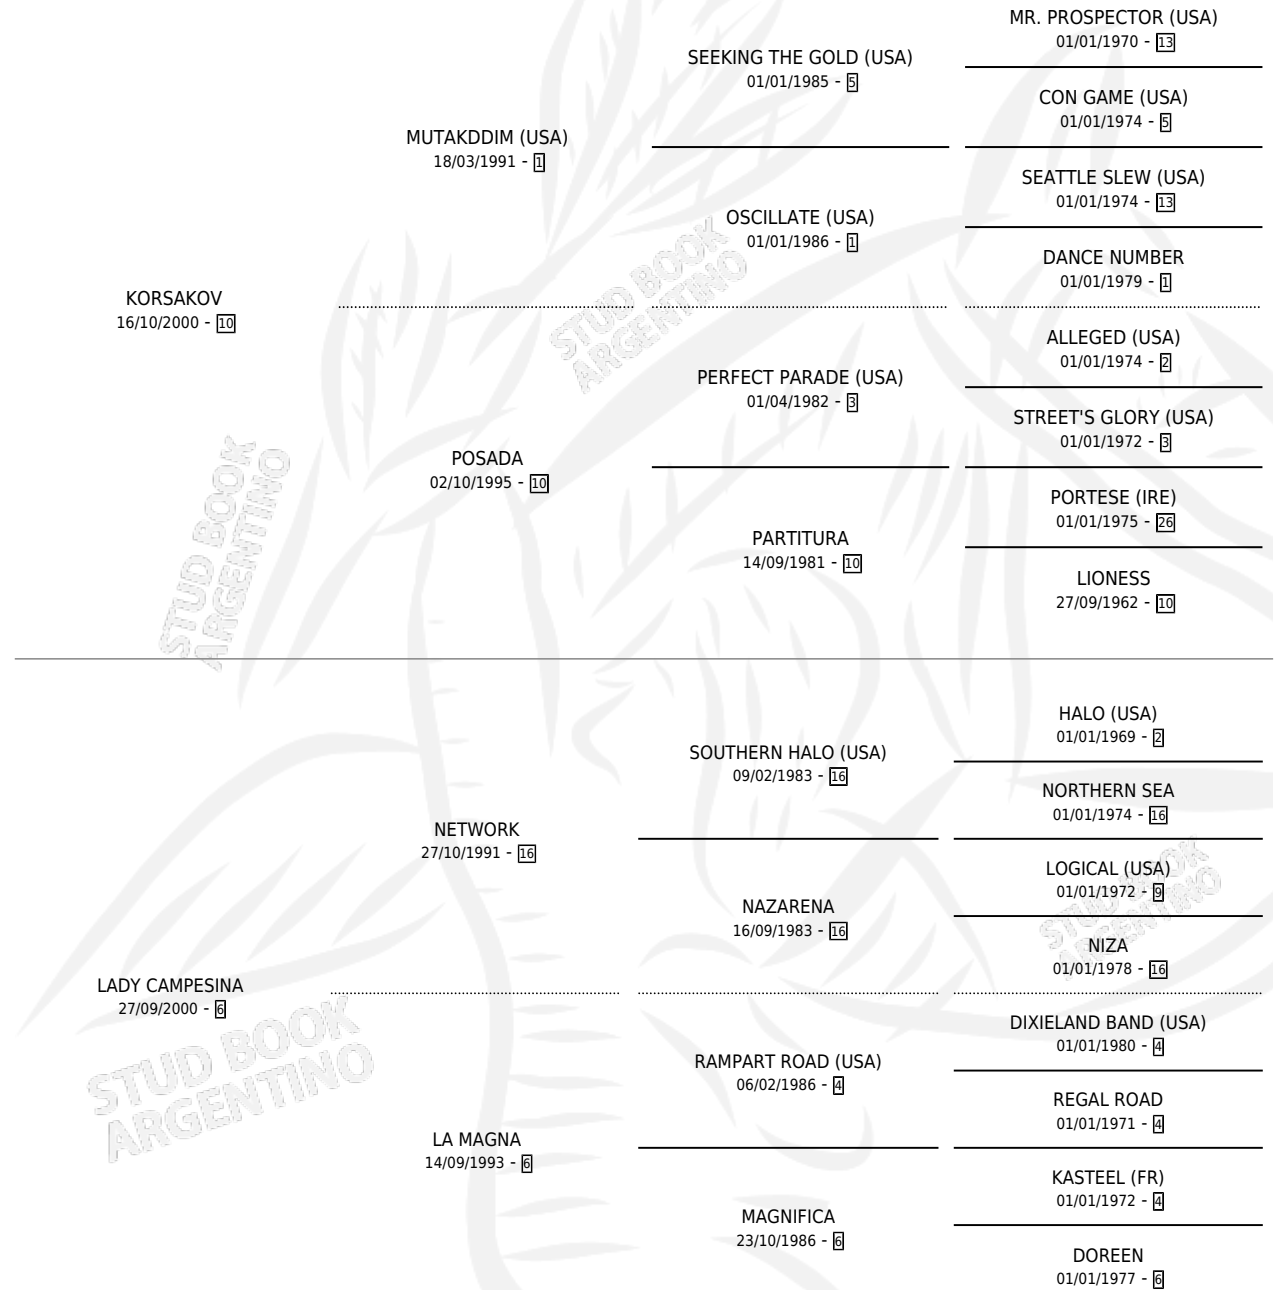 MR. PROSPECTOR (USA)
01/01/1970 - 13
SEEKING THE GOLD (USA)
01/01/1985 - 5
CON GAME (USA)
01/01/1974 - 5
MUTAKDDIM (USA)
18/03/1991 - 1
SEATTLE SLEW (USA)
01/01/1974 - 13
OSCILLATE (USA)
01/01/1986 - 1
DANCE NUMBER
01/01/1979 - 1
KORSAKOV
16/10/2000 - 10
STUD BOOK
ARGENTINO
ALLEGED (USA)
01/01/1974 - 2
PERFECT PARADE (USA)
01/04/1982 - 3
STREET'S GLORY (USA)
01/01/1972 - 3
POSADA
02/10/1995 - 10
PORTESE (IRE)
01/01/1975 - 26
PARTITURA
14/09/1981 - 10
LIONESS
27/09/1962 - 10
STUD BOOK
ARGENTINO
HALO (USA)
01/01/1969 - 2
SOUTHERN HALO (USA)
09/02/1983 - 16
NORTHERN SEA
01/01/1974 - 16
NETWORK
27/10/1991 - 16
LOGICAL (USA)
01/01/1972 - 9
NAZARENA
16/09/1983 - 16
NIZA
01/01/1978 - 16
STUD BOOK
ARGENTINO
LADY CAMPESINA
27/09/2000 - 6
DIXIELAND BAND (USA)
01/01/1980 - 4
RAMPART ROAD (USA)
06/02/1986 - 4
REGAL ROAD
01/01/1971 - 4
STUD BOOK
ARGENTINO
LA MAGNA
14/09/1993 - 6
KASTEEL (FR)
01/01/1972 - 4
MAGNIFICA
23/10/1986 - 6
DOREEN
01/01/1977 - 6